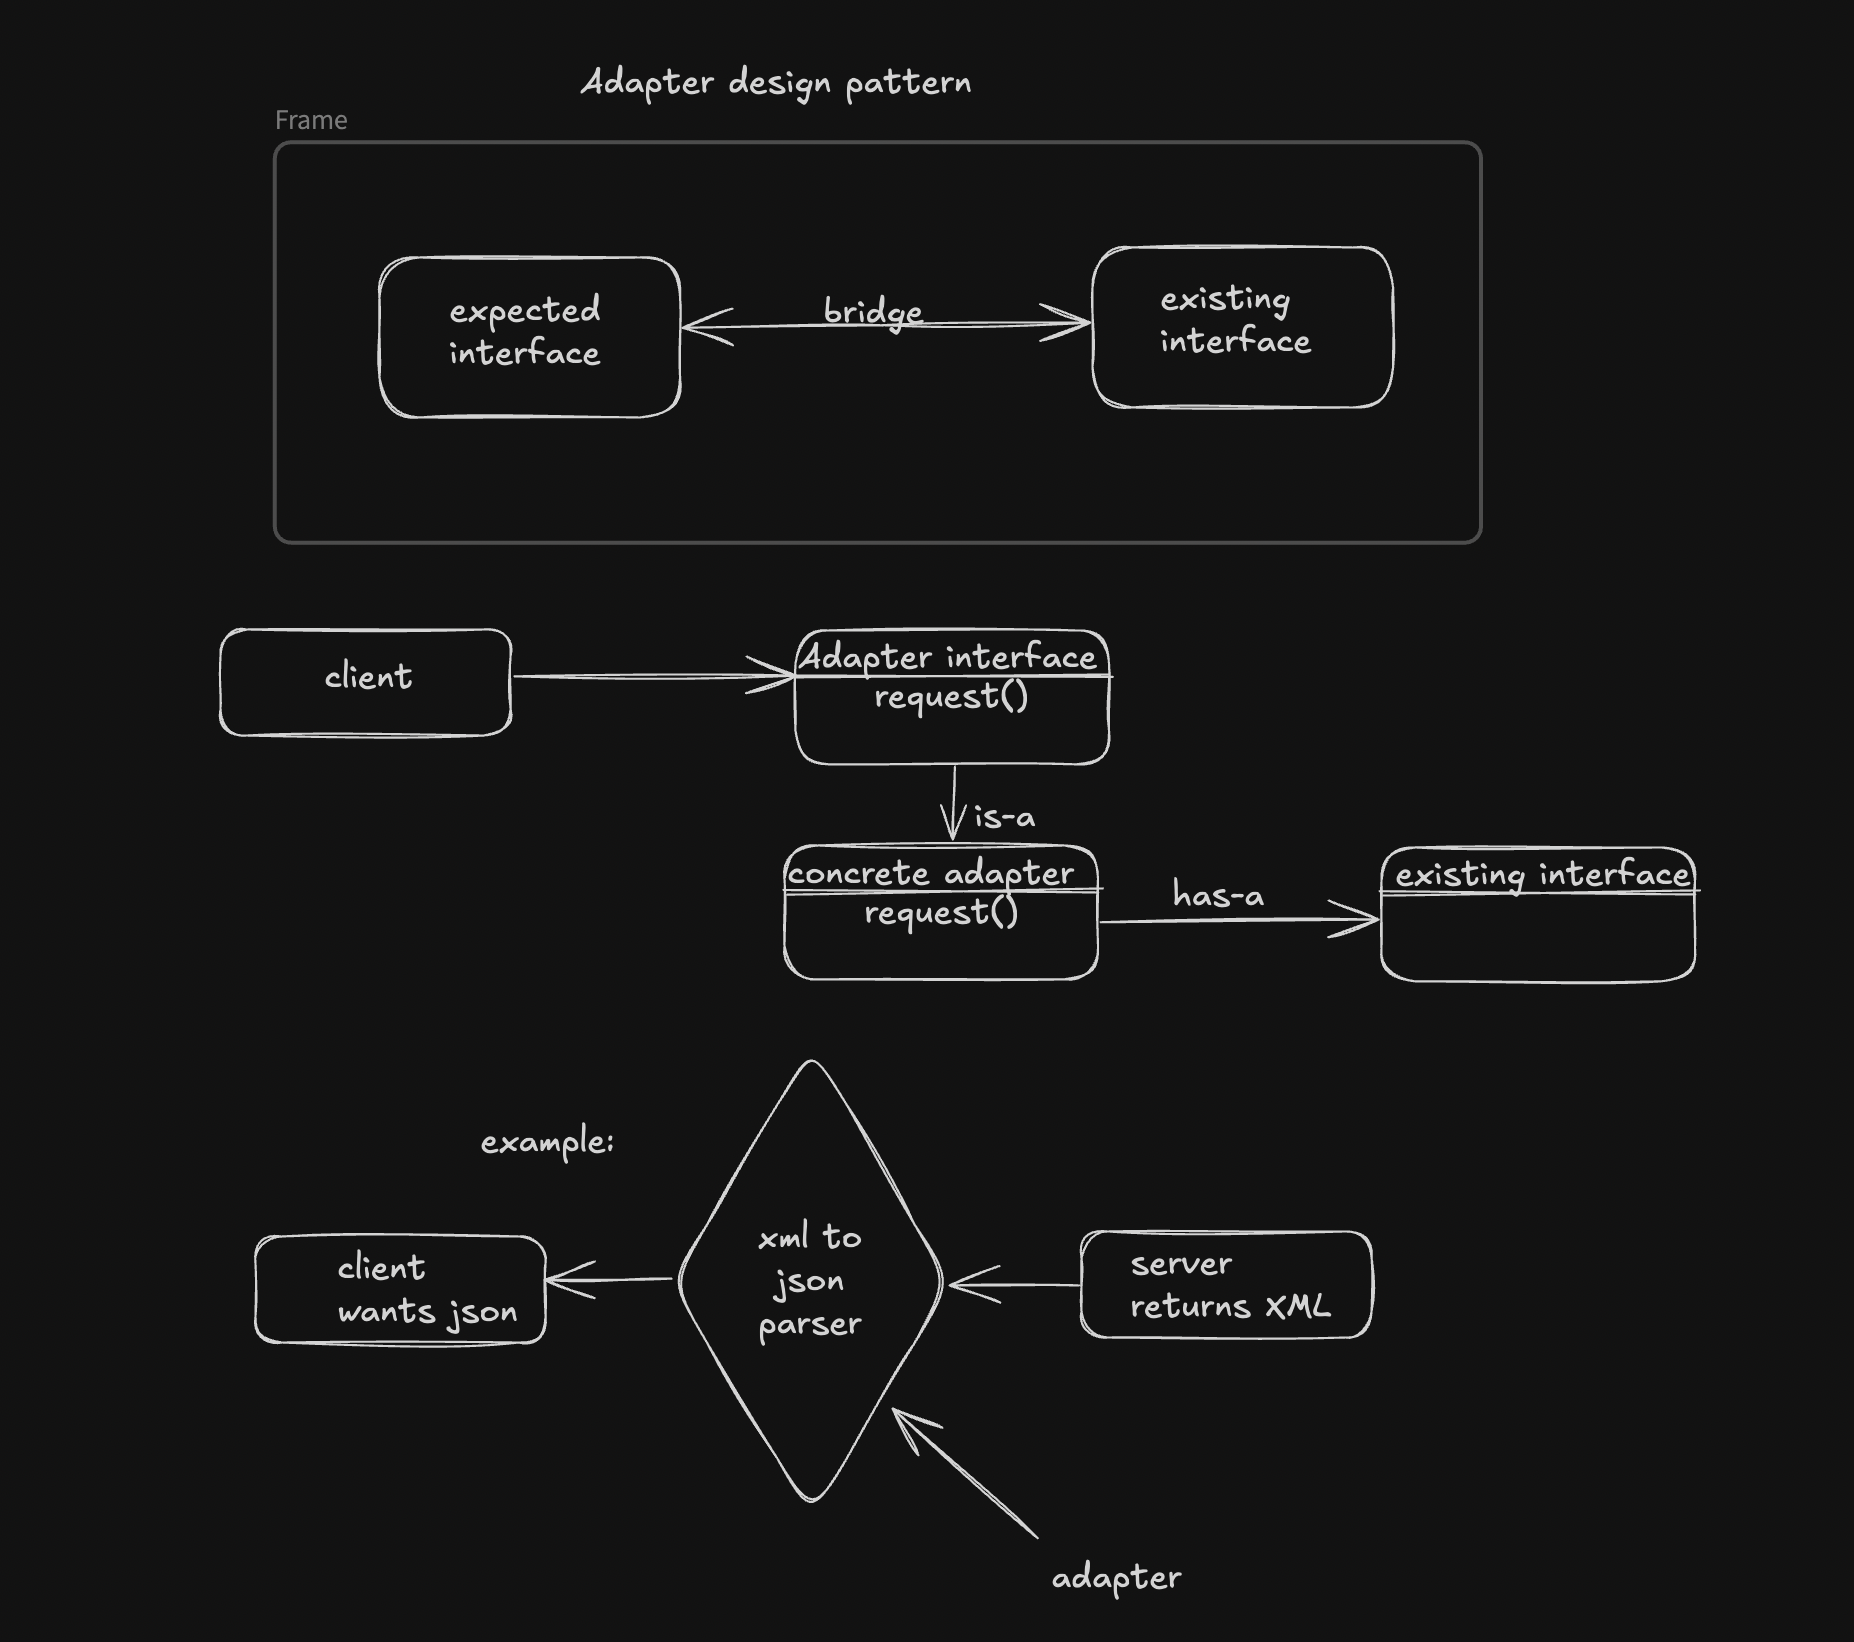 Adapter design pattern
Frame
expected
interface
bridge
existing
interface
client
Adapter interface
request()
is-a
concrete adapter
request()
has-a
existing interface
example:
client
wants json
xml to
json
parser
server
returns XML
adapter